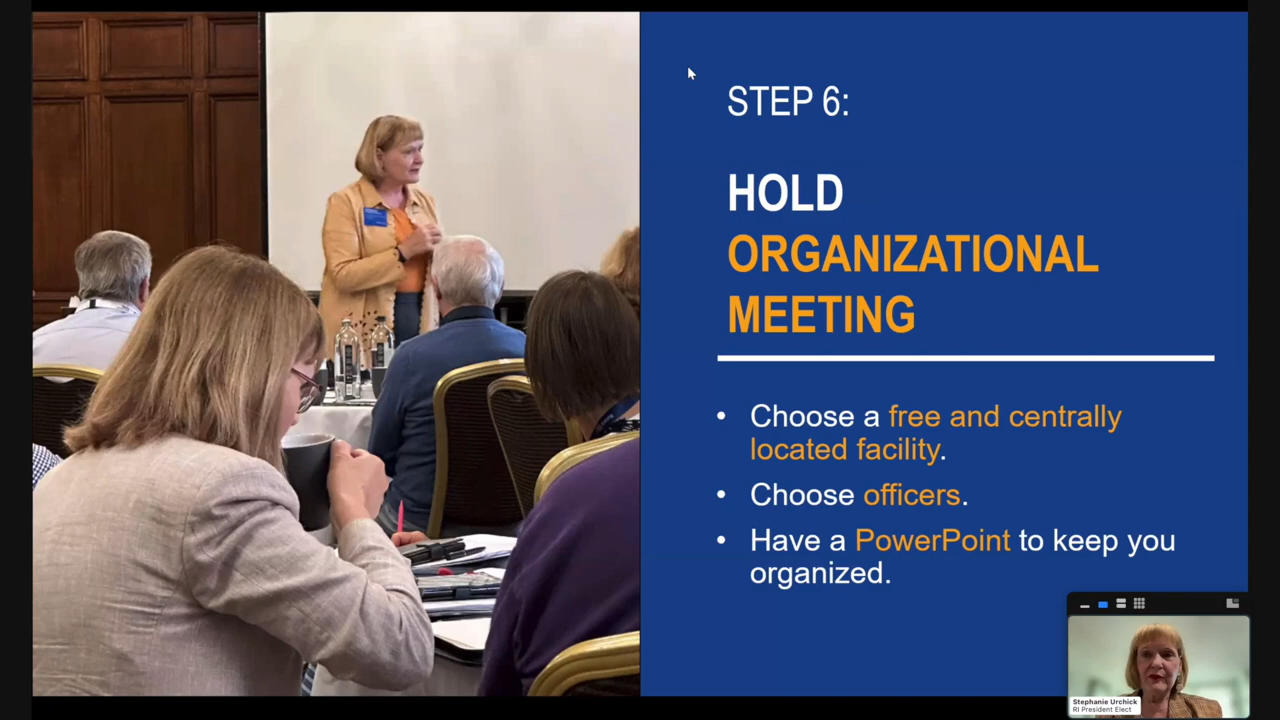 STEP 6:
HOLD
ORGANIZATIONAL
MEETING
• Choose a free and centrally
located facility.
• Choose officers.
• Have a PowerPoint to keep you
organized.
Stephanie Urchick
RI President Elect